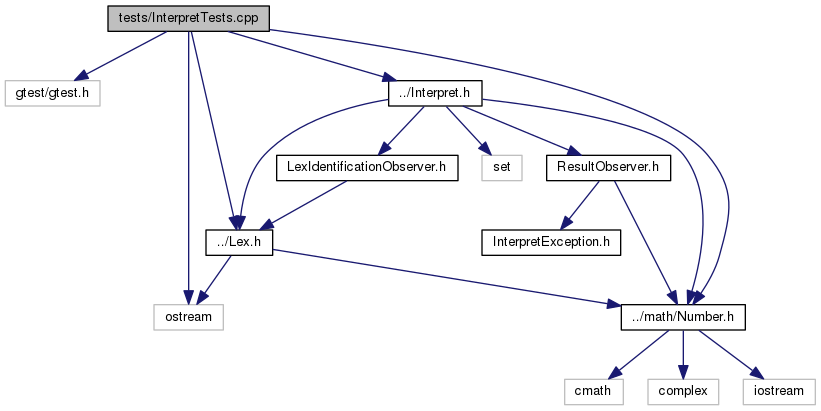 tests/InterpretTests.cpp
gtest/gtest.h
../Interpret.h
LexIdentificationObserver.h
set
ResultObserver.h
../Lex.h
InterpretException.h
ostream
../math/Number.h
cmath
complex
iostream